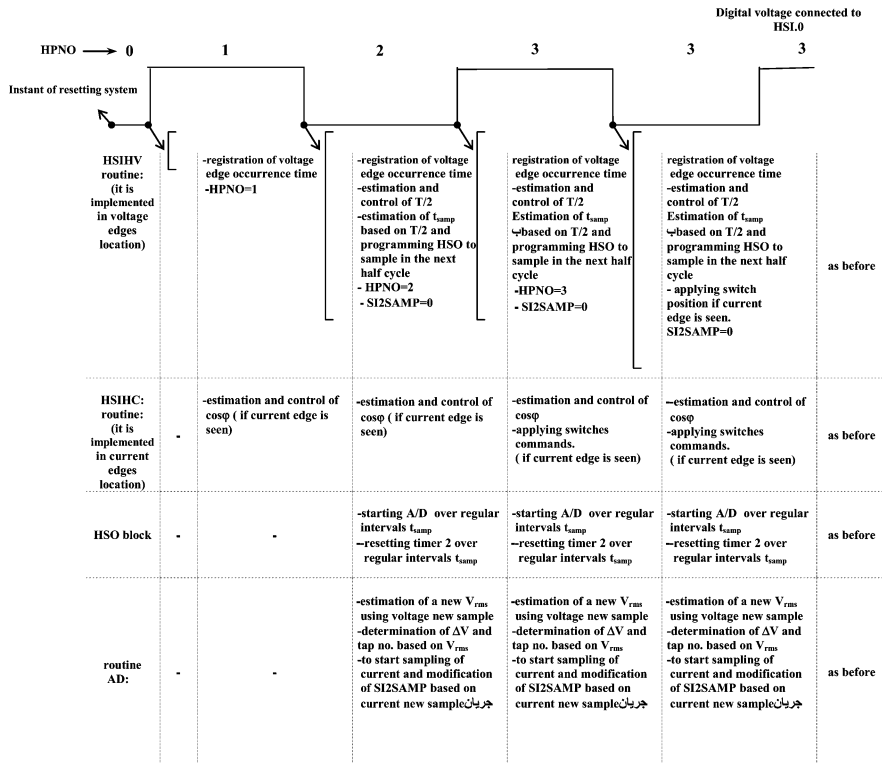 Digital voltage connected to
HSI.0
HPNO 0 1 2 3 3 3
Instant of resetting system
HSIHV
routine:
(it is
implemented
in voltage
edges
location)
-registration of voltage
edge occurrence time
-HPNO=1
-registration of voltage
edge occurrence time
-estimation and
control of T/2
-estimation of tsamp
based on T/2 and
programming HSO to
sample in the next
half cycle
- HPNO=2
- SI2SAMP=0
registration of voltage
edge occurrence time
-estimation and
control of T/2
Estimation of tsamp
بbased on T/2 and
programming HSO to
sample in the next half
cycle
-HPNO=3
- SI2SAMP=0
registration of voltage
edge occurrence time
-estimation and
control of T/2
Estimation of tsamp
بbased on T/2 and
programming HSO to
sample in the next half
cycle
- applying switch
position if current
edge is seen.
SI2SAMP=0
as before
HSIHC:
routine:
(it is
implemented
in current
edges
location)
-
-estimation and control of
cosφ ( if current edge is
seen)
-estimation and control of
cosφ ( if current edge is
seen)
-estimation and control of
cosφ
-applying switches
commands.
( if current edge is seen)
--estimation and control of
cosφ
-applying switches
commands.
( if current edge is seen)
as before
HSO block
-
-
-starting A/D over regular
intervals tsamp
--resetting timer 2 over
regular intervals tsamp
-starting A/D over regular
intervals tsamp
--resetting timer 2 over
regular intervals tsamp
-starting A/D over regular
intervals tsamp
--resetting timer 2 over
regular intervals tsamp
as before
routine
AD:
-
-
-estimation of a new Vrms
using voltage new sample
-determination of ΔV and
tap no. based on Vrms
-to start sampling of
current and modification
of SI2SAMP based on
current new sampleجریان
-estimation of a new Vrms
using voltage new sample
-determination of ΔV and
tap no. based on Vrms
-to start sampling of
current and modification
of SI2SAMP based on
current new sampleجریان
-estimation of a new Vrms
using voltage new sample
-determination of ΔV and
tap no. based on Vrms
-to start sampling of
current and modification
of SI2SAMP based on
current new sampleجریان
as before